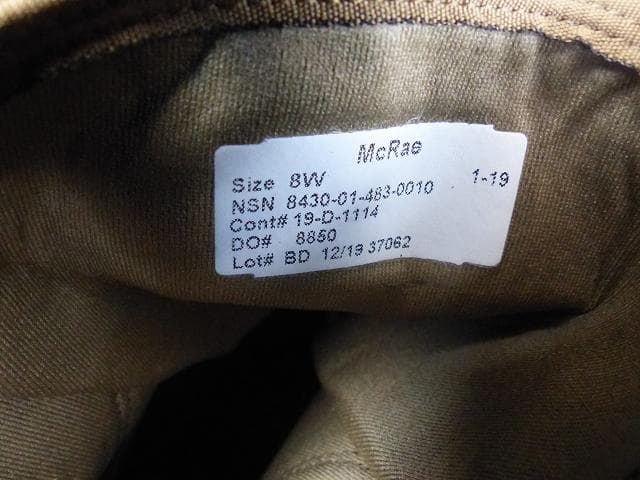 McRae
Size 8W 1-19
NSN 8430-01-483-0010
Cont# 19-D-1114
DO# 8850
Lot# BD 12/19 37062